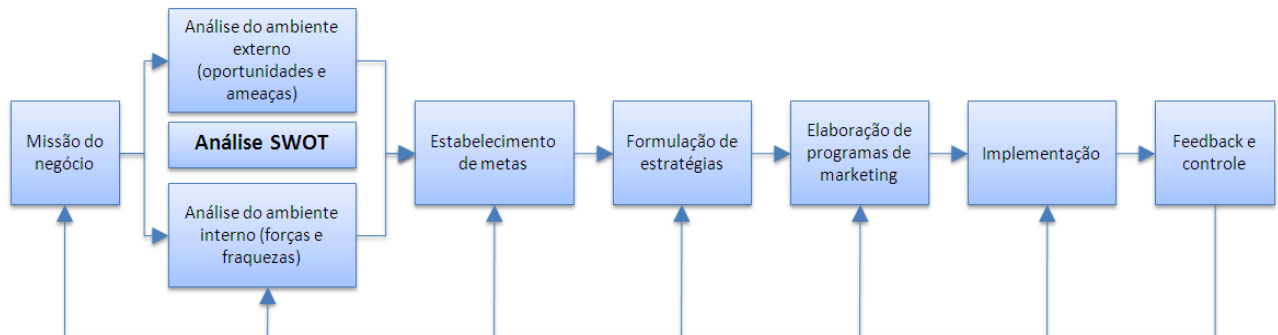 Missão do
negócio
Análise do ambiente
externo
(oportunidades e
ameaças)
Análise SWOT
Análise do ambiente
interno (forças e
fraquezas)
Estabelecimento
de metas
Formulação de
estratégias
Elaboração de
programas de
marketing
Implementação
Feedback e
controle